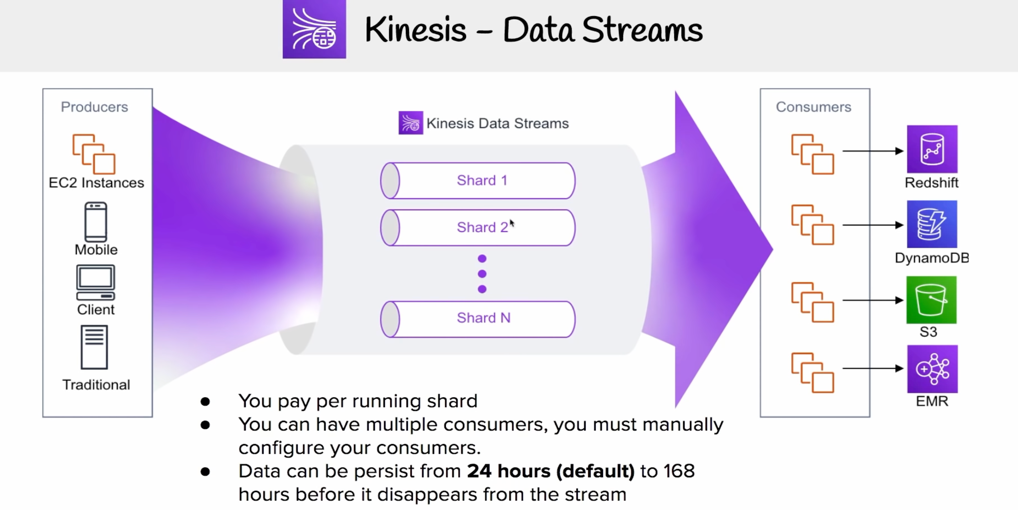 Kinesis - Data Streams
Producers
EC2 Instances
Mobile
Client
Traditional
Kinesis Data Streams
Shard 1
Shard 2
Shard N
Consumers
Redshift
DynamoDB
S3
EMR
● You pay per running shard
● You can have multiple consumers, you must manually
configure your consumers.
● Data can be persist from 24 hours (default) to 168
hours before it disappears from the stream